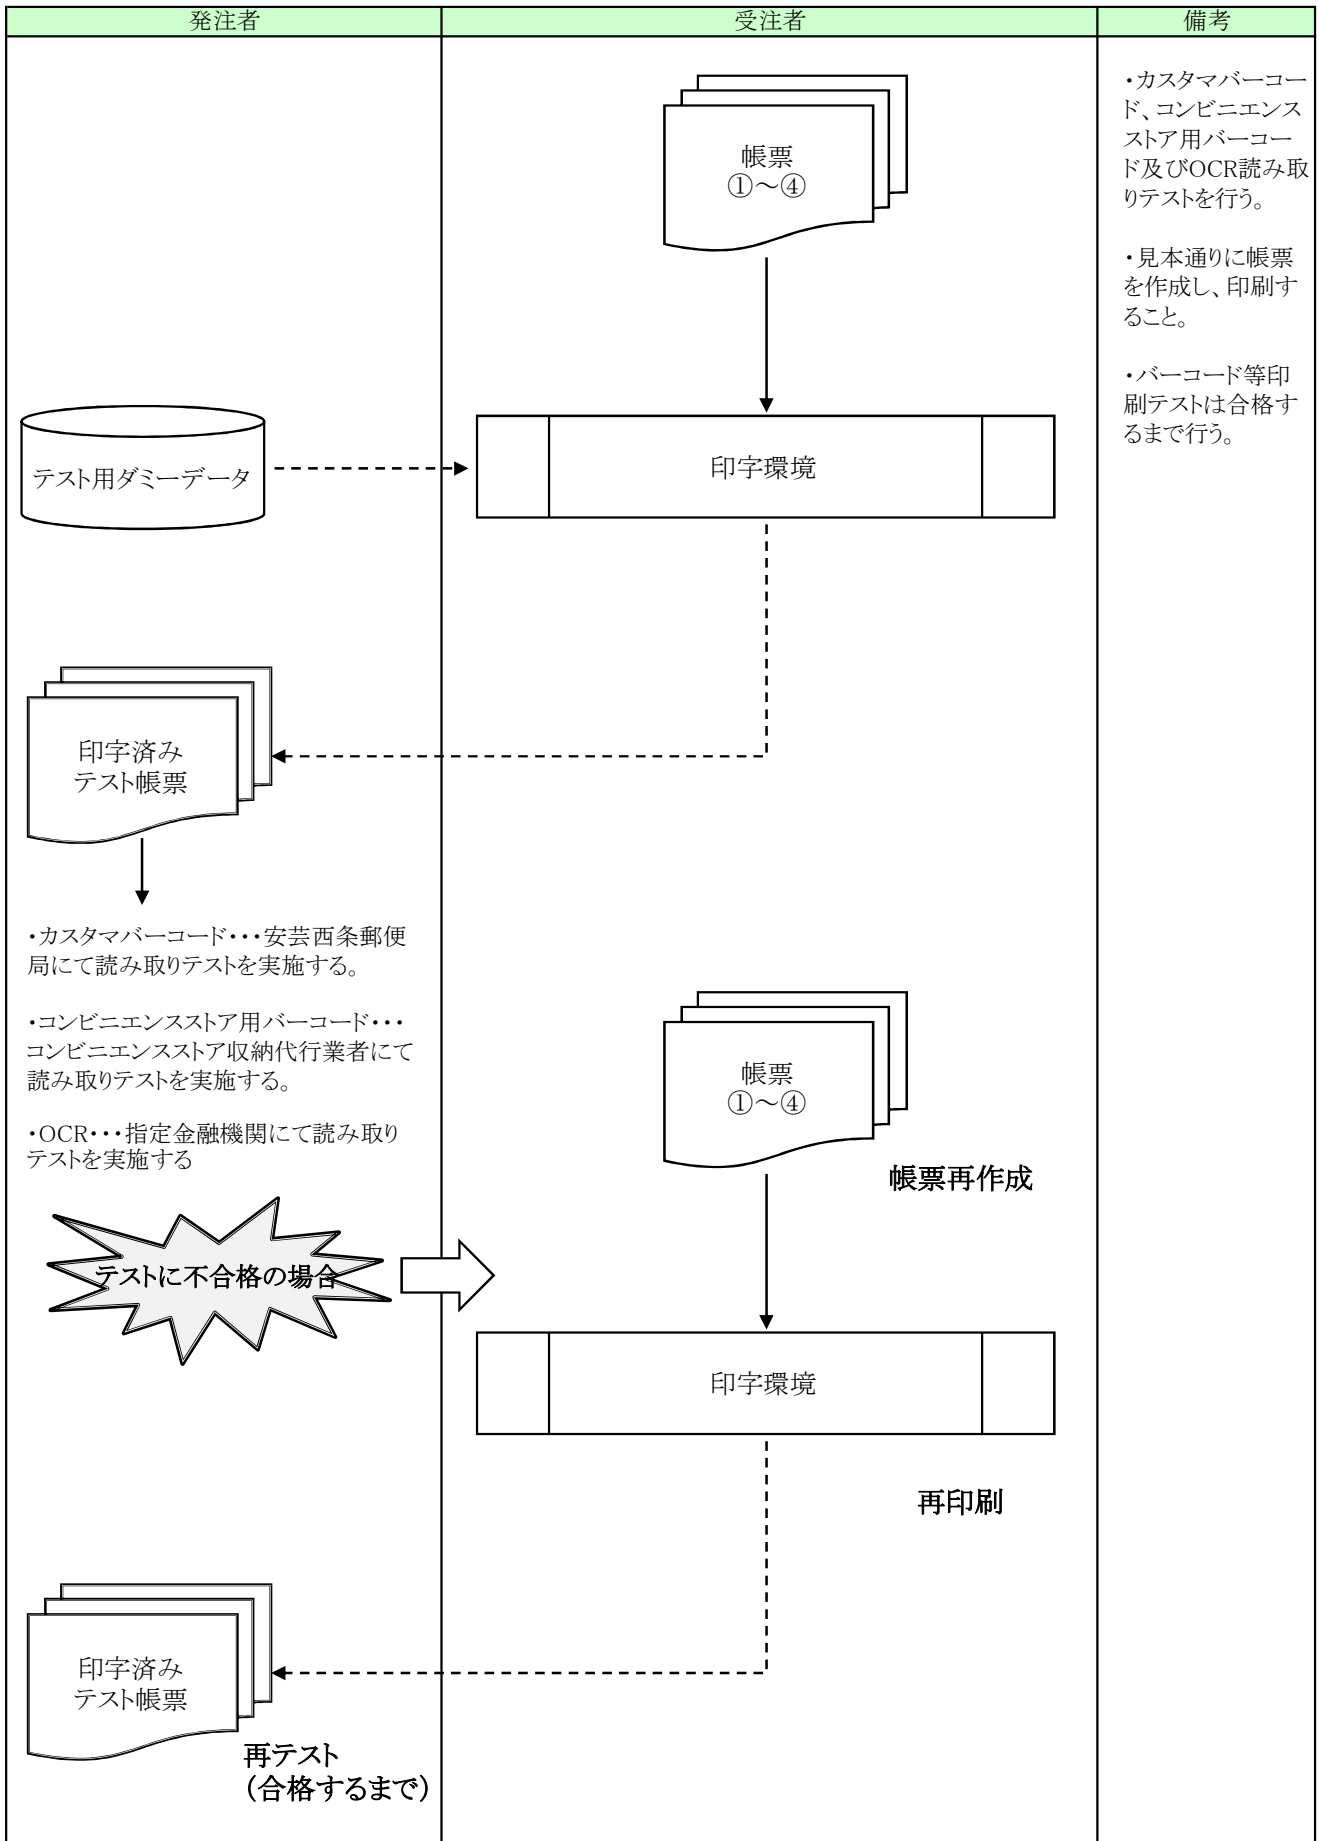 発注者
受注者
備考
帳票
①～④
・カスタマバーコー
ド、コンビニエンス
ストア用バーコー
ド及びOCR読み取
りテストを行う。
・見本通りに帳票
を作成し、印刷す
ること。
・バーコード等印
刷テストは合格す
るまで行う。
テスト用ダミーデータ
印字環境
印字済み
テスト帳票
・カスタマバーコード・・・安芸西条郵便
局にて読み取りテストを実施する。
・コンビニエンスストア用バーコード・・・
コンビニエンスストア収納代行業者にて
読み取りテストを実施する。
・OCR・・・指定金融機関にて読み取り
テストを実施する
帳票
①～④
帳票再作成
テストに不合格の場合
印字環境
再印刷
印字済み
テスト帳票
再テスト
（合格するまで）